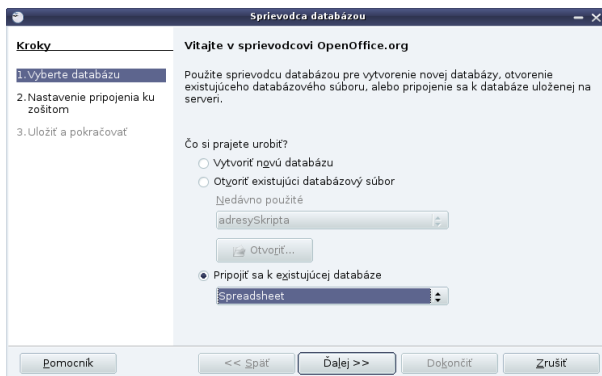 Sprievodca databázou
Kroky
1. Vyberte databázu
2. Nastavenie pripojenia ku
zošitom
3. Uložiť a pokračovať
Vitajte v sprievodcovi OpenOffice.org
Použite sprievodcu databázou pre vytvorenie novej databázy, otvorenie
existujúceho databázového súboru, alebo pripojenie sa k databáze uloženej na
serveri.
Čo si prajete urobiť?
Vytvoriť novú databázu
Otvoriť existujúci databázový súbor
Nedávno použité
adresySkripta
Otvoriť...
Pripojiť sa k existujúcej databáze
Spreadsheet
Pomocník
<< Späť
Ďalej >>
Dokončiť
Zrušiť